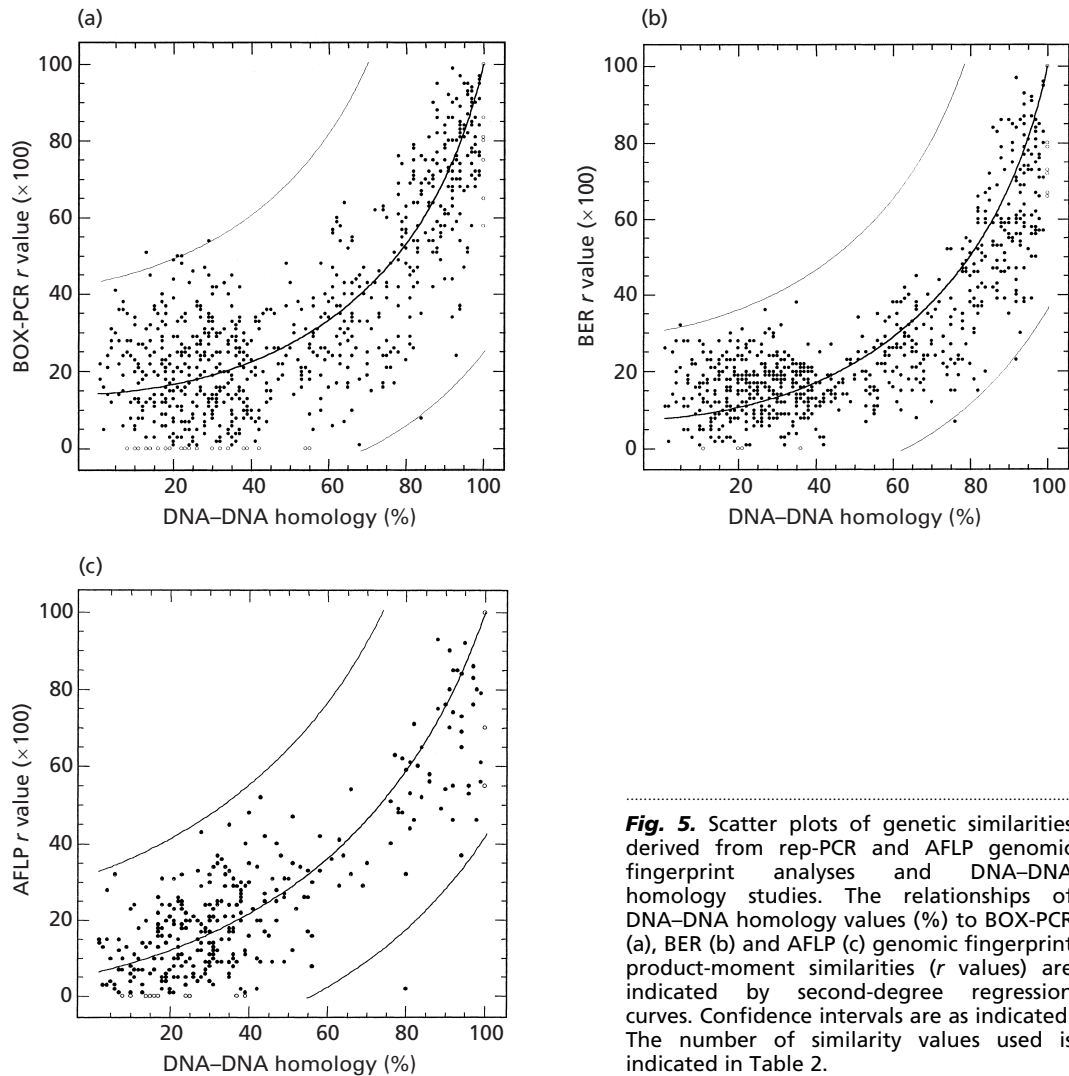 (a)
100
80
60
40
20
0
BOX-PCR r value (×100)
20 40 60 80 100
DNA–DNA homology (%)
(b)
100
80
60
40
20
0
BER r value (×100)
20 40 60 80 100
DNA–DNA homology (%)
(c)
100
80
60
40
20
0
AFLP r value (×100)
20 40 60 80 100
DNA–DNA homology (%)
Fig. 5. Scatter plots of genetic similarities
derived from rep-PCR and AFLP genomic
fingerprint analyses and DNA–DNA
homology studies. The relationships of
DNA–DNA homology values (%) to BOX-PCR
(a), BER (b) and AFLP (c) genomic fingerprint
product-moment similarities (r values) are
indicated by second-degree regression
curves. Confidence intervals are as indicated.
The number of similarity values used is
indicated in Table 2.